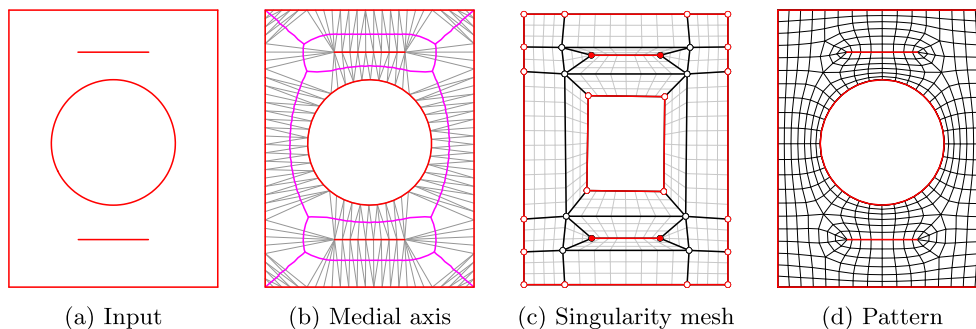 (a) Input
(b) Medial axis
(c) Singularity mesh
(d) Pattern